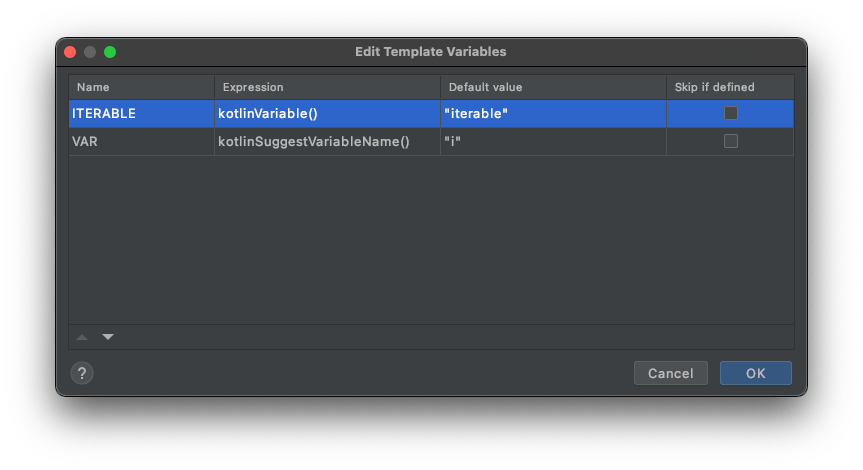 Edit Template Variables
Name Expression Default value Skip if defined
ITERABLE kotlinVariable() "iterable"
VAR kotlinSuggestVariableName() "i"
? Cancel OK